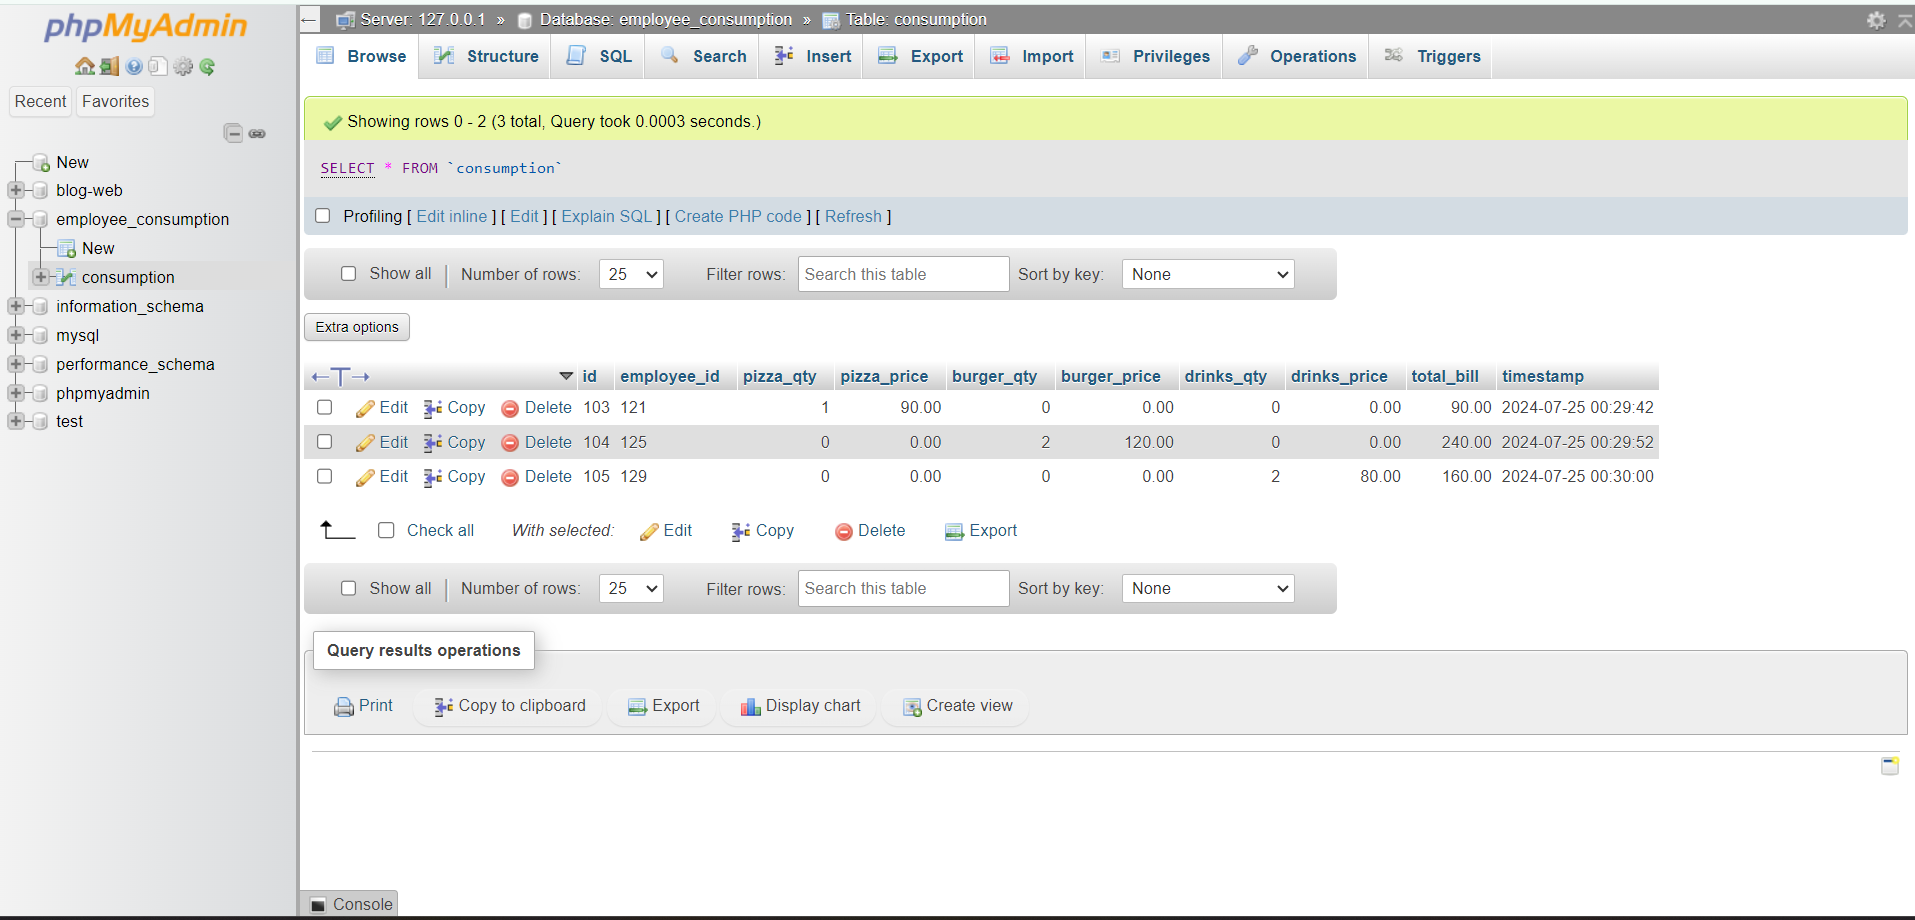 phpMyAdmin
Recent Favorites
New
blog-web
employee_consumption
New
consumption
information_schema
mysql
performance_schema
phpmyadmin
test
Server: 127.0.0.1 » Database: employee_consumption » Table: consumption
Browse Structure SQL Search Insert Export Import Privileges Operations Triggers
Showing rows 0 - 2 (3 total, Query took 0.0003 seconds.)
SELECT * FROM `consumption`
Profiling [ Edit inline ] [ Edit ] [ Explain SQL ] [ Create PHP code ] [ Refresh ]
Show all Number of rows: 25 Filter rows: Search this table Sort by key: None
Extra options
id employee_id pizza_qty pizza_price burger_qty burger_price drinks_qty drinks_price total_bill timestamp
Edit Copy Delete 103 121 1 90.00 0 0.00 0 0.00 90.00 2024-07-25 00:29:42
Edit Copy Delete 104 125 0 0.00 2 120.00 0 0.00 240.00 2024-07-25 00:29:52
Edit Copy Delete 105 129 0 0.00 0 0.00 2 80.00 160.00 2024-07-25 00:30:00
Check all With selected: Edit Copy Delete Export
Show all Number of rows: 25 Filter rows: Search this table Sort by key: None
Query results operations
Print Copy to clipboard Export Display chart Create view
Console